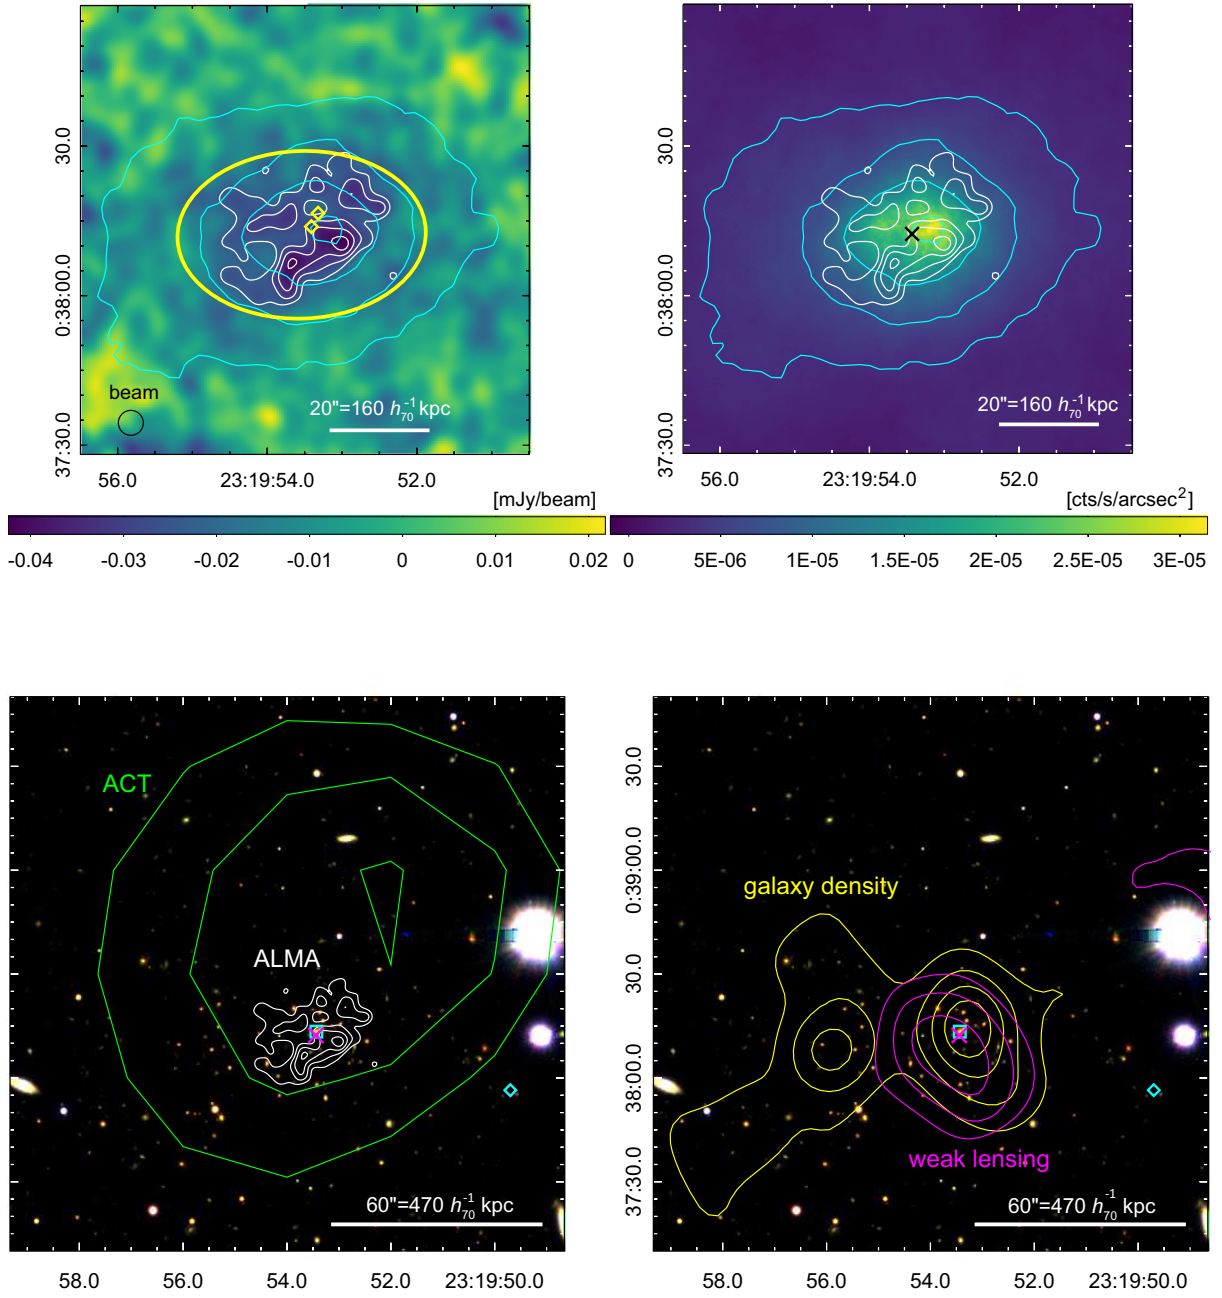 30.0
0:38:00.0
37:30.0
beam
20"=160 h₇₀⁻¹ kpc
56.0 23:19:54.0 52.0
[mJy/beam]
-0.04 -0.03 -0.02 -0.01 0 0.01 0.02
30.0
0:38:00.0
37:30.0
20"=160 h₇₀⁻¹ kpc
56.0 23:19:54.0 52.0
[cts/s/arcsec²]
0 5E-06 1E-05 1.5E-05 2E-05 2.5E-05 3E-05
ACT
ALMA
60"=470 h₇₀⁻¹ kpc
58.0 56.0 54.0 52.0 23:19:50.0
30.0
0:39:00.0
30.0
38:00.0
37:30.0
galaxy density
weak lensing
60"=470 h₇₀⁻¹ kpc
58.0 56.0 54.0 52.0 23:19:50.0